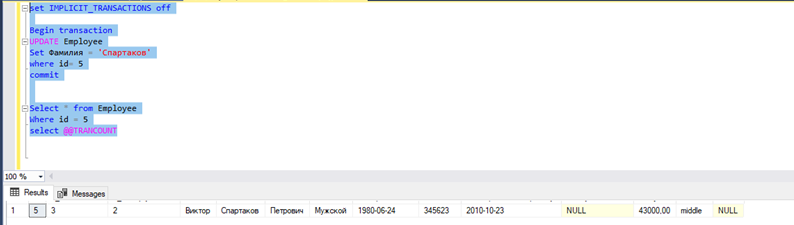 set IMPLICIT_TRANSACTIONS off
Begin transaction
UPDATE Employee
Set Фамилия = 'Спартаков'
where id= 5
commit
Select * from Employee
Where id = 5
select @@TRANCOUNT
100 %
Results Messages
1 5 3 2 Виктор Спартаков Петрович Мужской 1980-06-24 345623 2010-10-23 NULL 43000,00 middle NULL